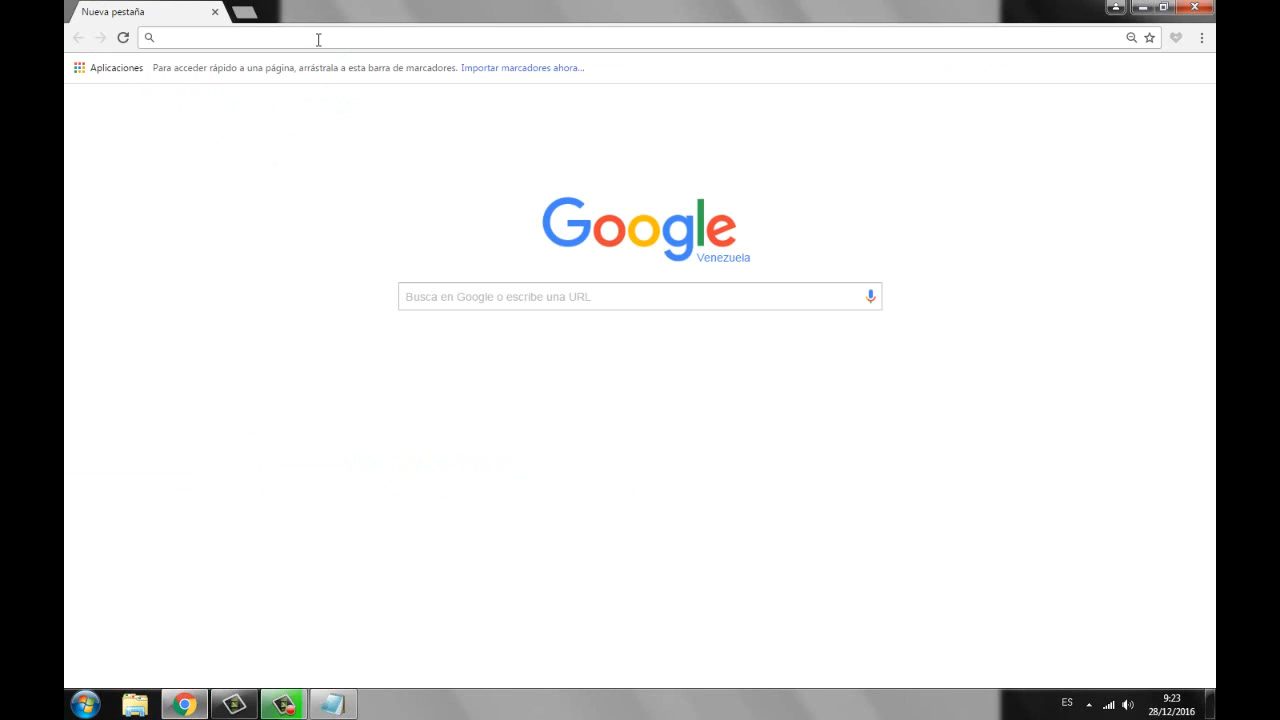 Nueva pestaña
Aplicaciones Para acceder rápido a una página, arrástrala a esta barra de marcadores. Importar marcadores ahora...
Google
Venezuela
Busca en Google o escribe una URL
ES
9:23
28/12/2016